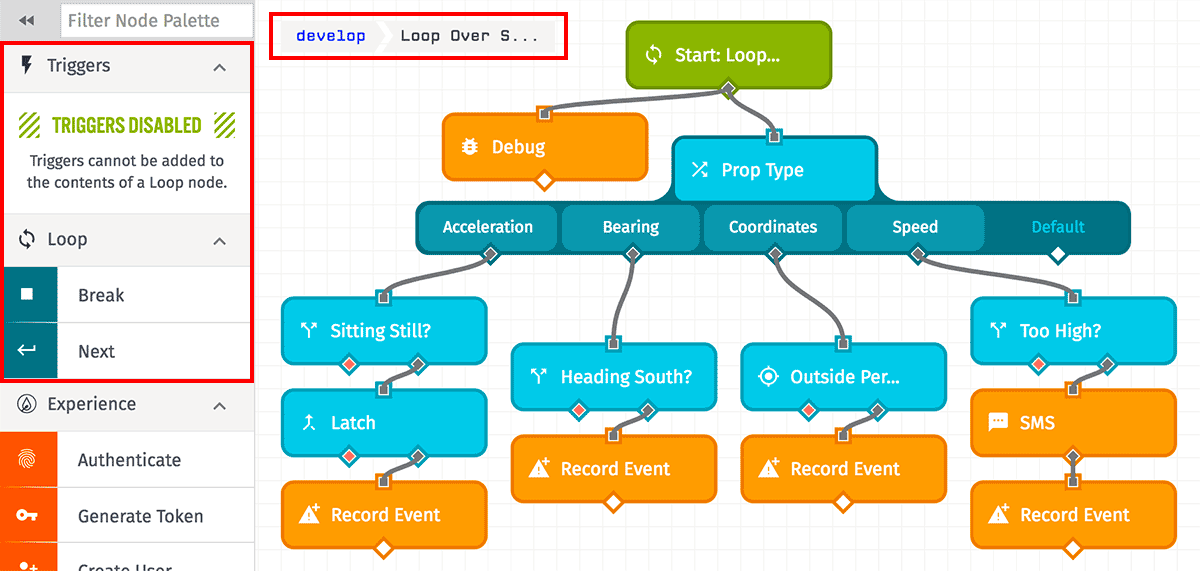 Filter Node Palette
Triggers
TRIGGERS DISABLED
Triggers cannot be added to
the contents of a Loop node.
Loop
Break
Next
Experience
Authenticate
Generate Token
Create User
develop
Loop Over S...
Start: Loop...
Debug
Prop Type
Acceleration
Bearing
Coordinates
Speed
Default
Sitting Still?
Latch
Record Event
Heading South?
Record Event
Outside Per...
Record Event
Too High?
SMS
Record Event